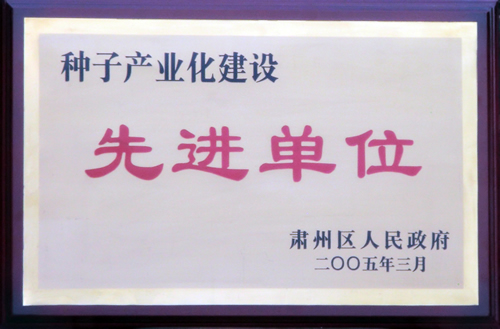 种子产业化建设
先进单位
肃州区人民政府
二〇〇五年三月